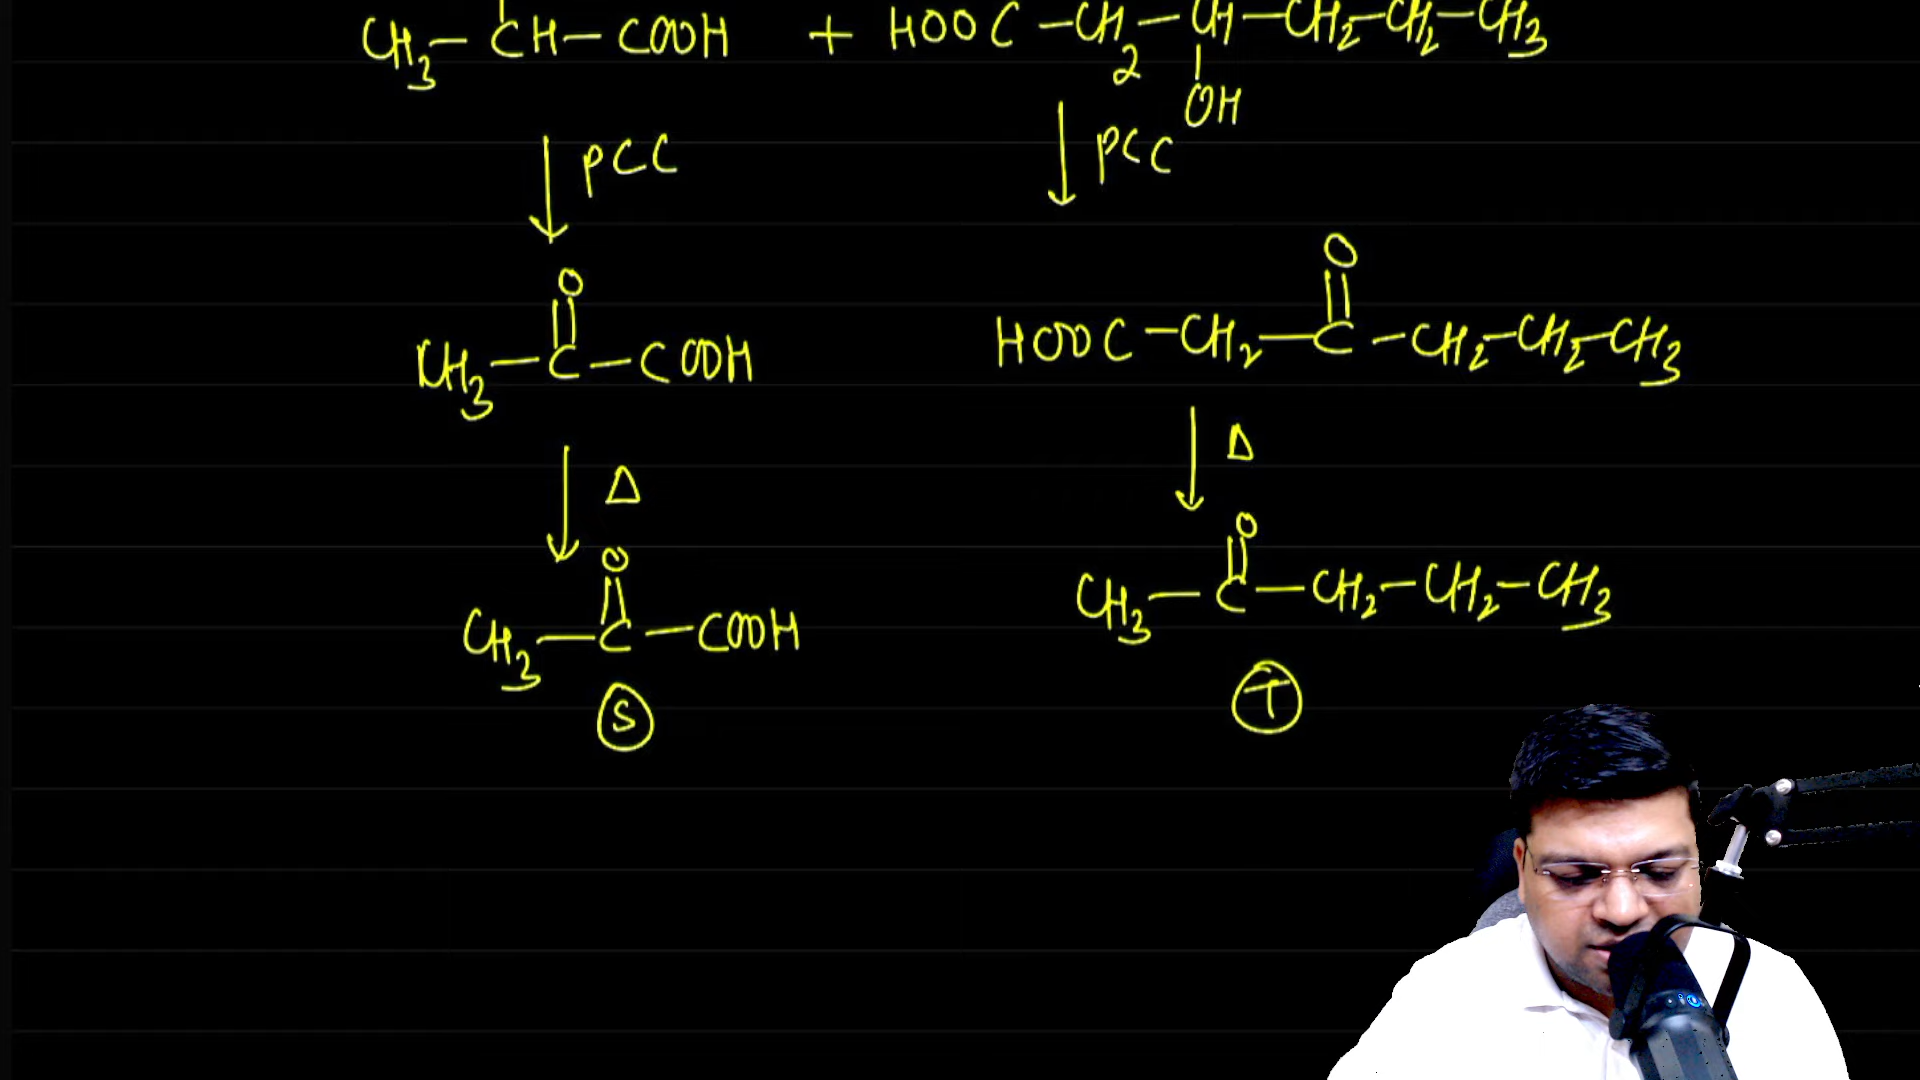 CH3 – CH – COOH + HOOC – CH2 – CH – CH2 – CH2 – CH3
OH
PCC PCC
O O
CH3 – C – COOH HOOC – CH2 – C – CH2 – CH2 – CH3
Δ Δ
O O
CH3 – C – COOH CH3 – C – CH2 – CH2 – CH3
S T